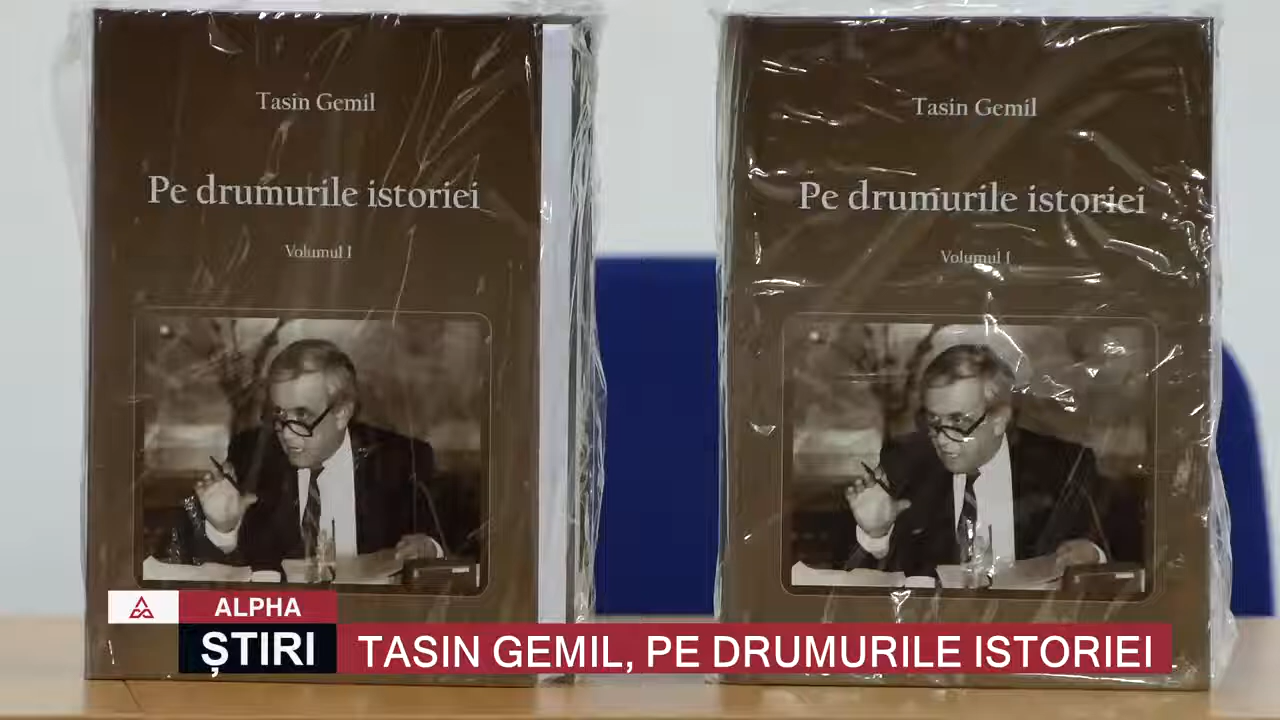 Tasin Gemil
Pe drumurile istoriei
Volumul I
Tasin Gemil
Pe drumurile istoriei
Volumul I
ALPHA
ȘTIRI
TASIN GEMIL, PE DRUMURILE ISTORIEI